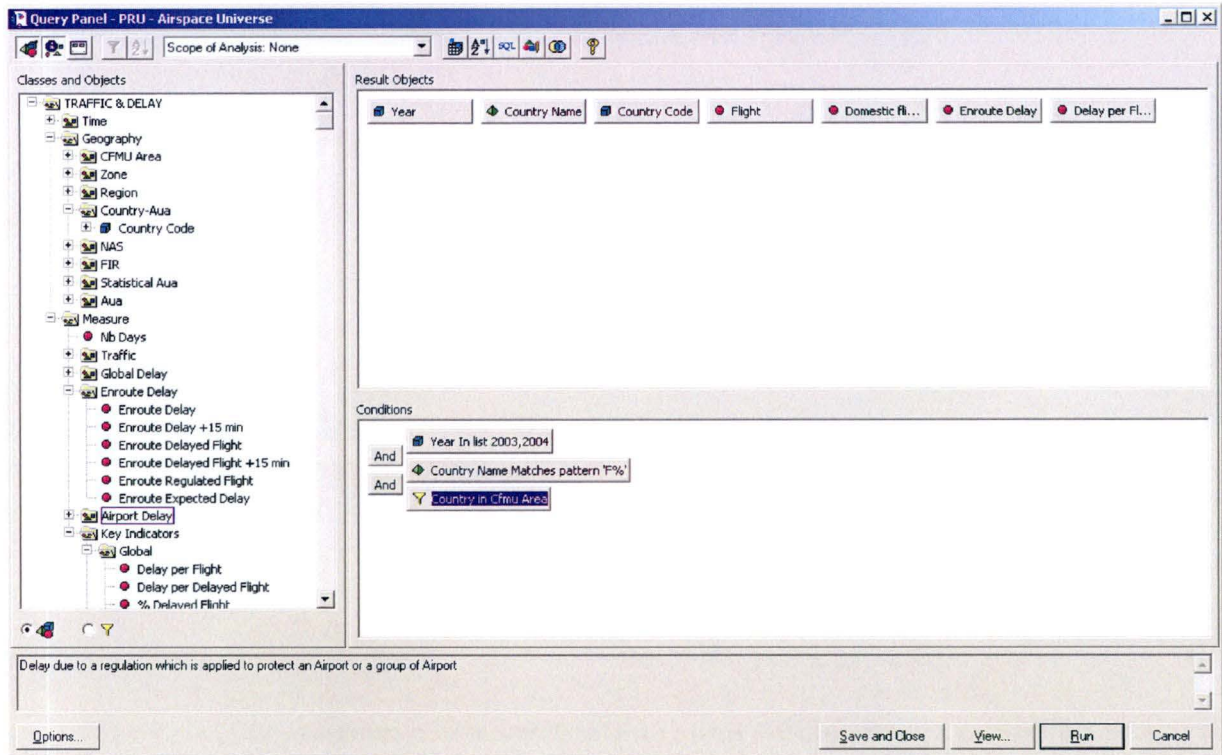 Query Panel - PRU - Airspace Universe
Scope of Analysis: None
SQL
Classes and Objects
TRAFFIC & DELAY
Time
Geography
CFMU Area
Zone
Region
Country-Aua
Country Code
NAS
FIR
Statistical Aua
Aua
Measure
Nb Days
Traffic
Global Delay
Enroute Delay
Enroute Delay
Enroute Delay +15 min
Enroute Delayed Flight
Enroute Delayed Flight +15 min
Enroute Regulated Flight
Enroute Expected Delay
Airport Delay
Key Indicators
Global
Delay per Flight
Delay per Delayed Flight
% Delayed Flight
Result Objects
Year Country Name Country Code Flight Domestic fli... Enroute Delay Delay per Fl...
Conditions
Year In list 2003,2004
And
Country Name Matches pattern 'F%'
And
Country in Cfmu Area
Delay due to a regulation which is applied to protect an Airport or a group of Airport
Options... Save and Close View... Run Cancel